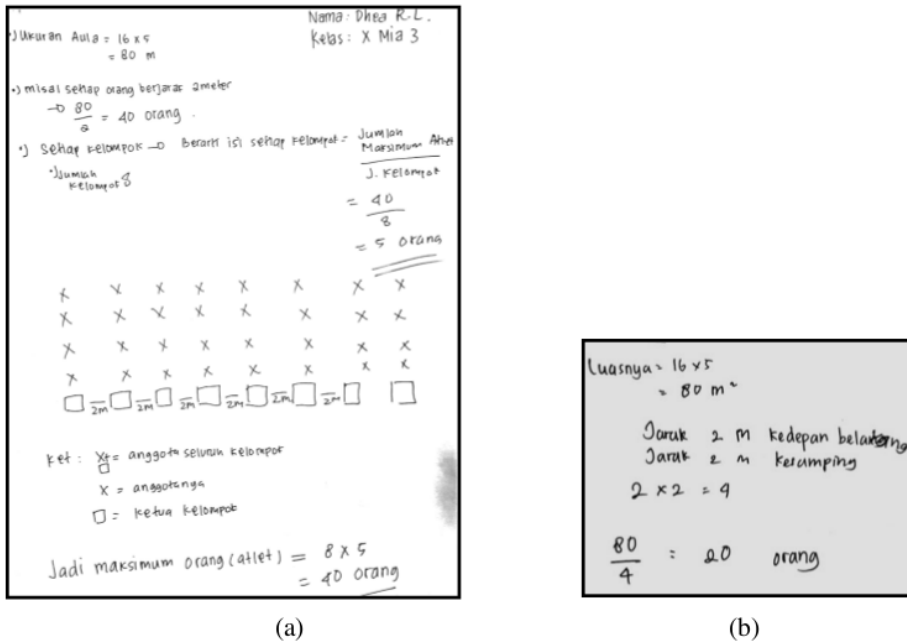 Nama: Dhea R.L.
Kelas: X Mia 3
•) Ukuran Aula = 16 x 5
= 80 m
•) misal setiap orang berjarak 2meter
→ 80
2
= 40 orang.
•) Setiap kelompok → Berarti isi setiap kelompok = Jumlah Maksimum Atlet
J. Kelompok
• Jumlah
kelompok 8
= 40
8
= 5 orang
x x x x x x x x
x x x x x x x x
x x x x x x x x
x x x x x x x x
2m 2m 2m 2m 2m 2m
ket : x+□ = anggota seluruh kelompok
x = anggotanya
□ = ketua kelompok
Jadi maksimum orang (atlet) = 8 x 5
= 40 orang
(a)
Luasnya = 16 x 5
= 80 m²
Jarak 2 m kedepan belakang
Jarak 2 m kesamping
2 x 2 = 4
80
4
= 20 orang
(b)